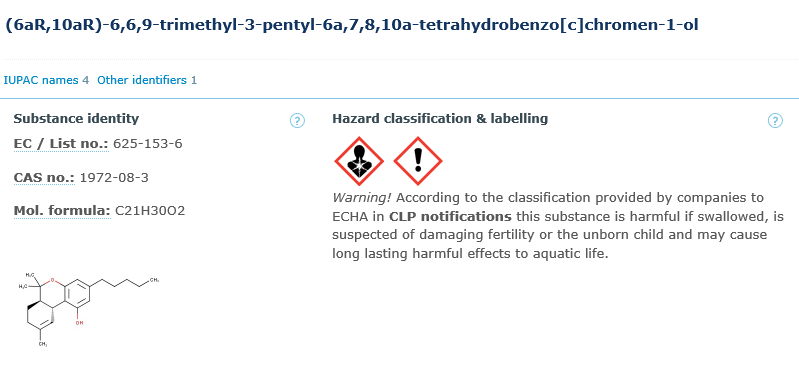 (6aR,10aR)-6,6,9-trimethyl-3-pentyl-6a,7,8,10a-tetrahydrobenzo[c]chromen-1-ol
IUPAC names 4 Other identifiers 1
Substance identity ?
EC / List no.: 625-153-6
CAS no.: 1972-08-3
Mol. formula: C21H30O2
H₃C
H₃C
O
CH₃
OH
CH₃
Hazard classification & labelling ?
Warning! According to the classification provided by companies to
ECHA in CLP notifications this substance is harmful if swallowed, is
suspected of damaging fertility or the unborn child and may cause
long lasting harmful effects to aquatic life.